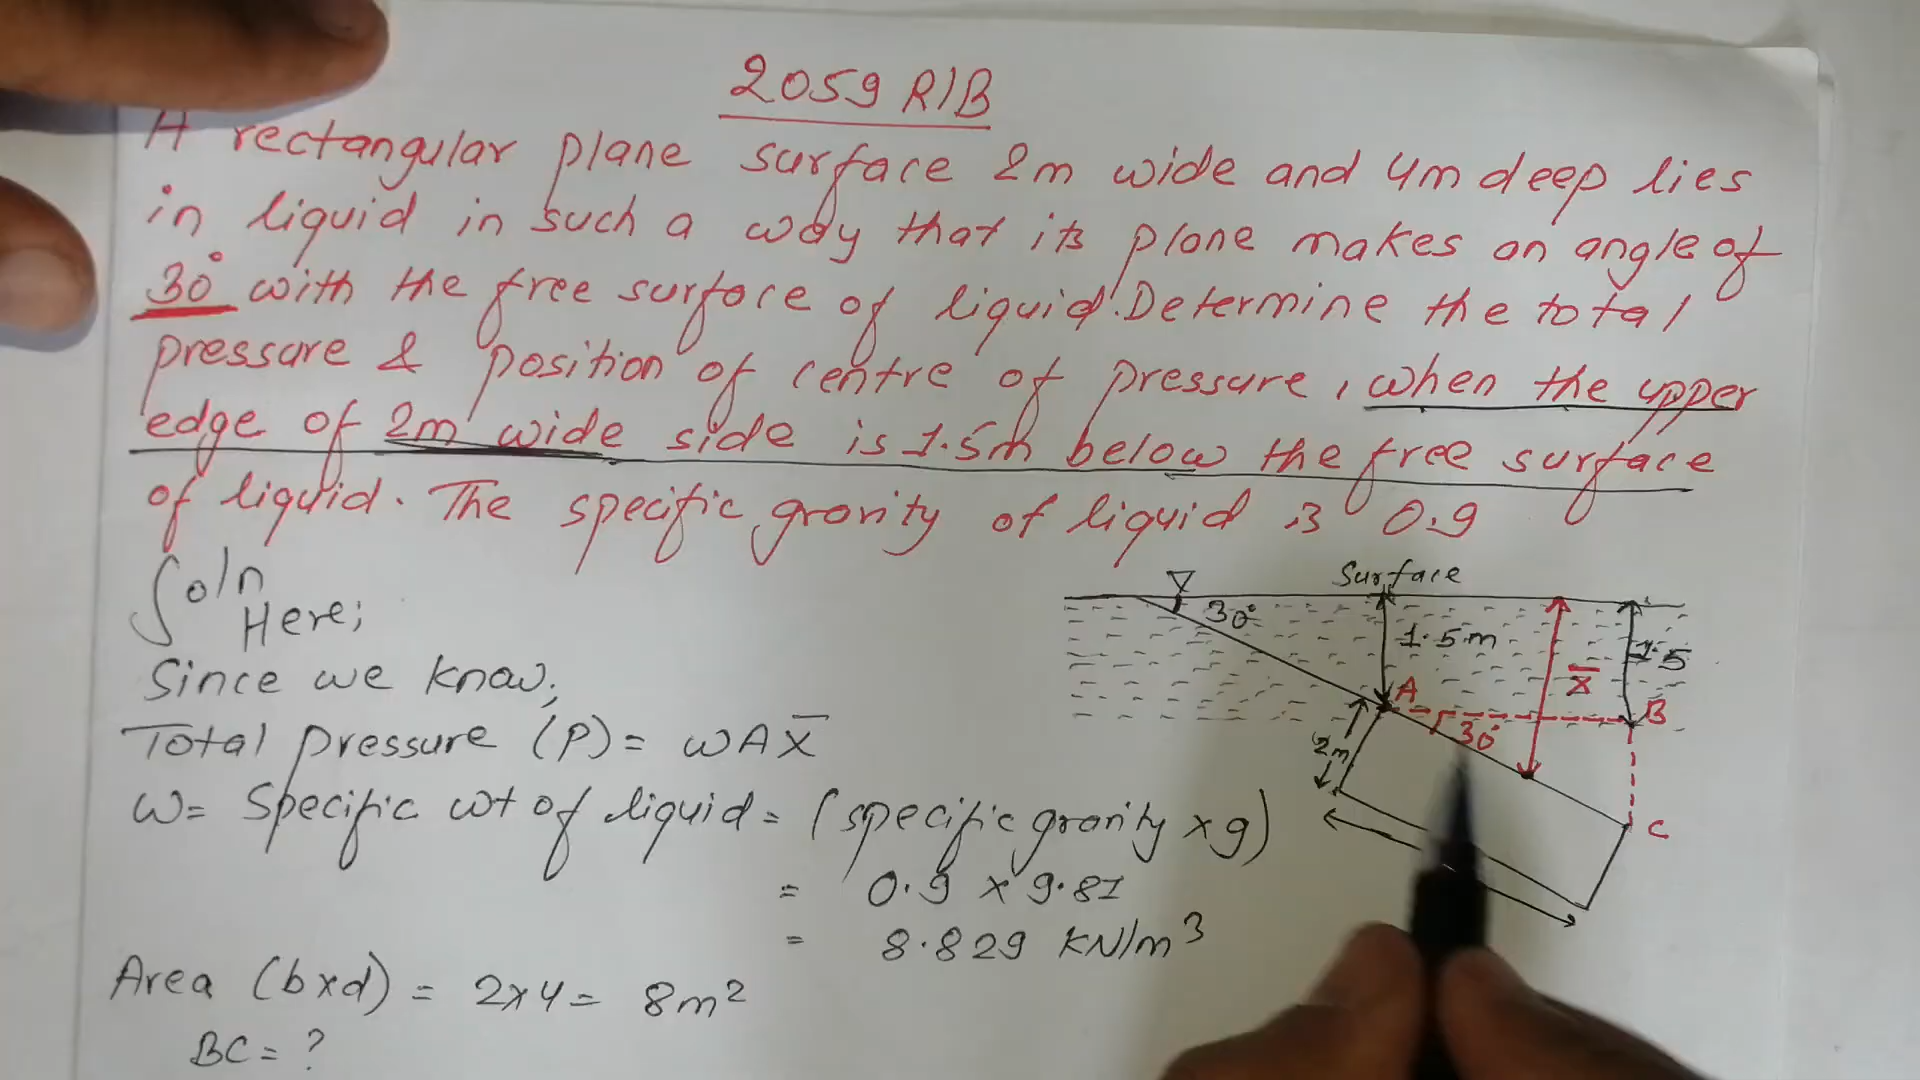 2059 R/B
A rectangular plane surface 2m wide and 4m deep lies
in liquid in such a way that its plane makes an angle of
30° with the free surface of liquid. Determine the total
pressure & position of centre of pressure, when the upper
edge of 2m wide side is 1.5m below the free surface
of liquid. The specific gravity of liquid is 0.9
Soln
Here;
Since we know;
Total pressure (P) = wAx̅
w = Specific wt of liquid = (specific gravity × g)
= 0.9 × 9.81
= 8.829 KN/m³
Area (b×d) = 2×4 = 8m²
BC = ?
Surface
30°
1.5m
x̅
1.5
A
B
30°
2m
C